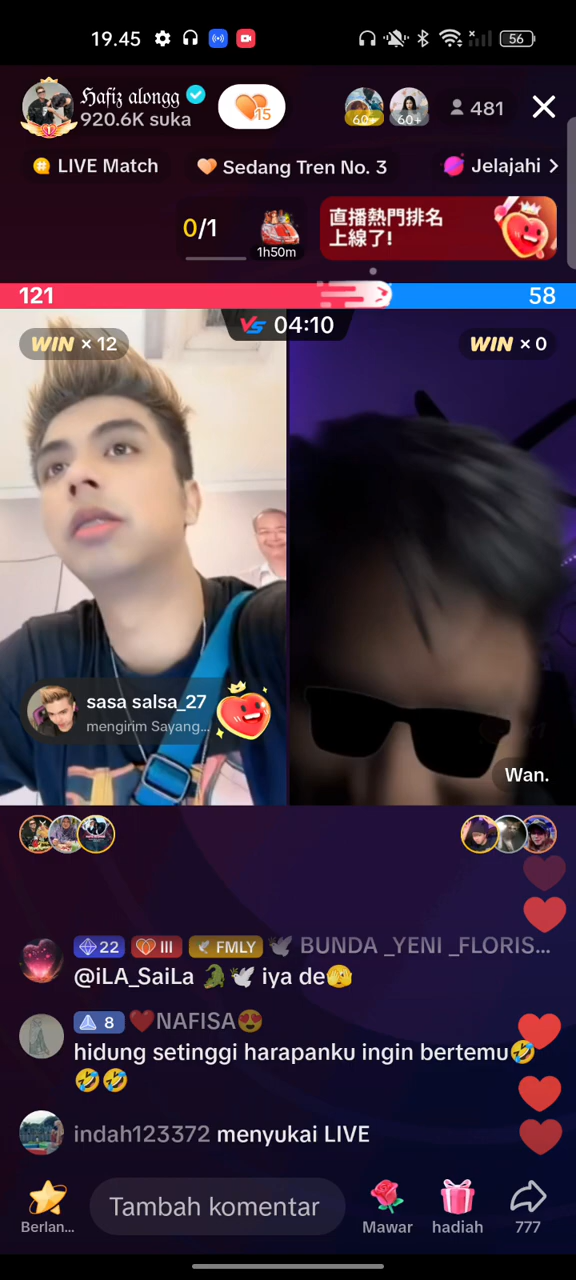 19.45
56
Hafiz alongg
920.6K suka
15
60+
60+
481
LIVE Match
Sedang Tren No. 3
Jelajahi
0/1
1h50m
直播熱門排名
上線了!
121
58
VS 04:10
WIN × 12
WIN × 0
sasa salsa_27
mengirim Sayang...
Wan.
22 III FMLY 🕊️ BUNDA _YENI _FLORIS...
@iLA_SaiLa 🐊🕊️ iya de🫣
8 ❤️NAFISA😍
hidung setinggi harapanku ingin bertemu🤣
🤣🤣
indah123372 menyukai LIVE
Berlan...
Tambah komentar
Mawar
hadiah
777